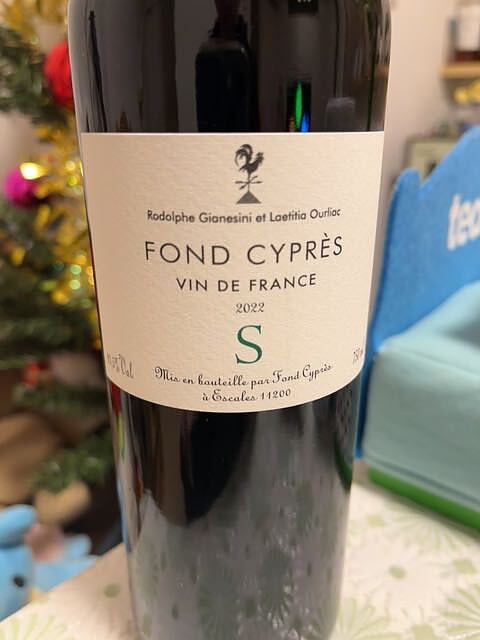 Rodolphe Gianesini et Laetitia Ourliac
FOND CYPRÈS
VIN DE FRANCE
2022
S
Mis en bouteille par Fond Cyprès
à Escales 11200